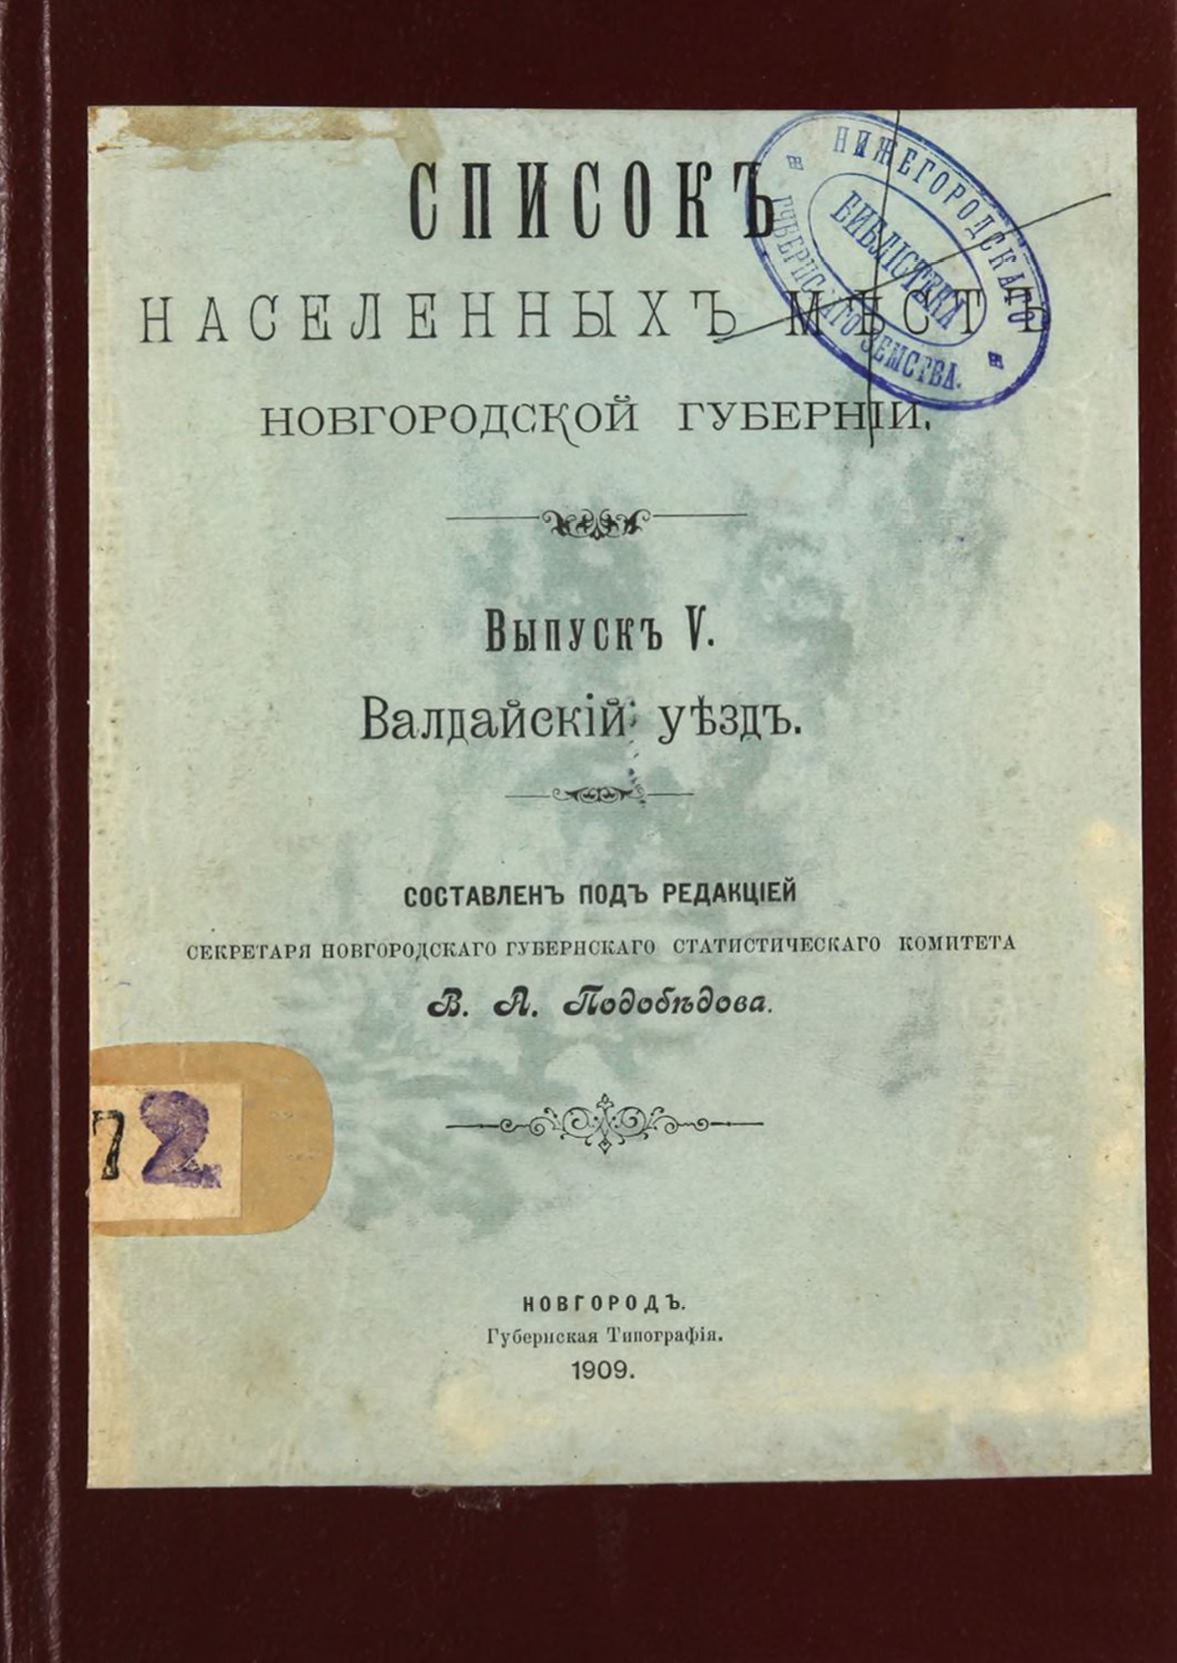 СПИСОКЪ
НАСЕЛЕННЫХЪ МѢСТЪ
НОВГОРОДСКОЙ ГУБЕРНІИ.
НИЖЕГОРОДСКАГО
БИБЛІОТЕКА
ГУБЕРНСКАГО ЗЕМСТВА.
Выпускъ V.
Валдайскій уѣздъ.
СОСТАВЛЕНЪ ПОДЪ РЕДАКЦІЕЙ
СЕКРЕТАРЯ НОВГОРОДСКАГО ГУБЕРНСКАГО СТАТИСТИЧЕСКАГО КОМИТЕТА
В. А. Подобѣдова.
72
НОВГОРОДЪ.
Губернская Типографія.
1909.